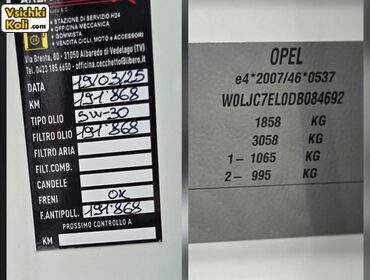 Vsichki
Koli.com
• STAZIONE DI SERVIZIO H24
• OFFICINA MECCANICA
• GOMMISTA
• VENDITA CICLI, MOTO • ACCESSORI
Via Brenta, 80 - 31050 Albaredo di Vedelago (TV)
Tel. 0423 185 6650 - officina.cecchetto@libero.it
DATA 19/03/25
KM 191.868
TIPO OLIO 5W-30
FILTRO OLIO 191.868
FILTRO ARIA
FILT.COMB.
CANDELE
FRENI OK
F.ANTIPOLL. 191.868
PROSSIMO CONTROLLO A
KM
OPEL
e4*2007/46*0537
W0LJC7EL0DB084692
1858 KG
3058 KG
1– 1065 KG
2– 995 KG